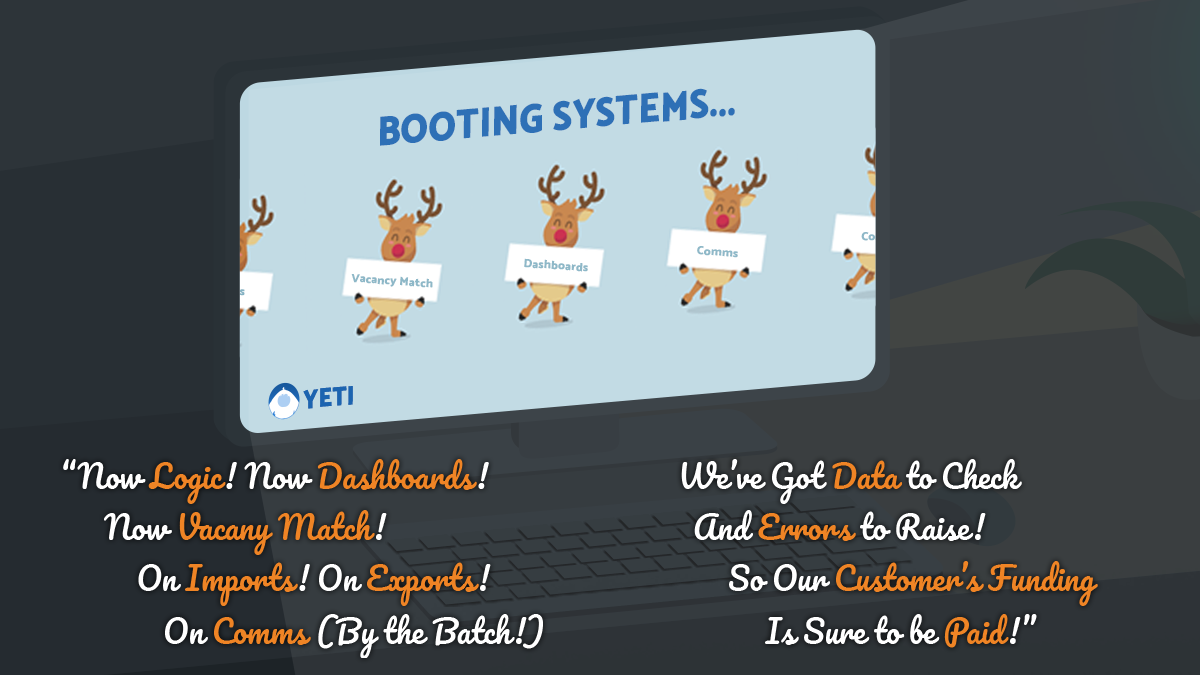 BOOTING SYSTEMS...
s
Vacancy Match
Dashboards
Comms
Co
YETI
“Now Logic! Now Dashboards!
Now Vacany Match!
On Imports! On Exports!
On Comms (By the Batch!)
We’ve Got Data to Check
And Errors to Raise!
So Our Customer’s Funding
Is Sure to be Paid!”